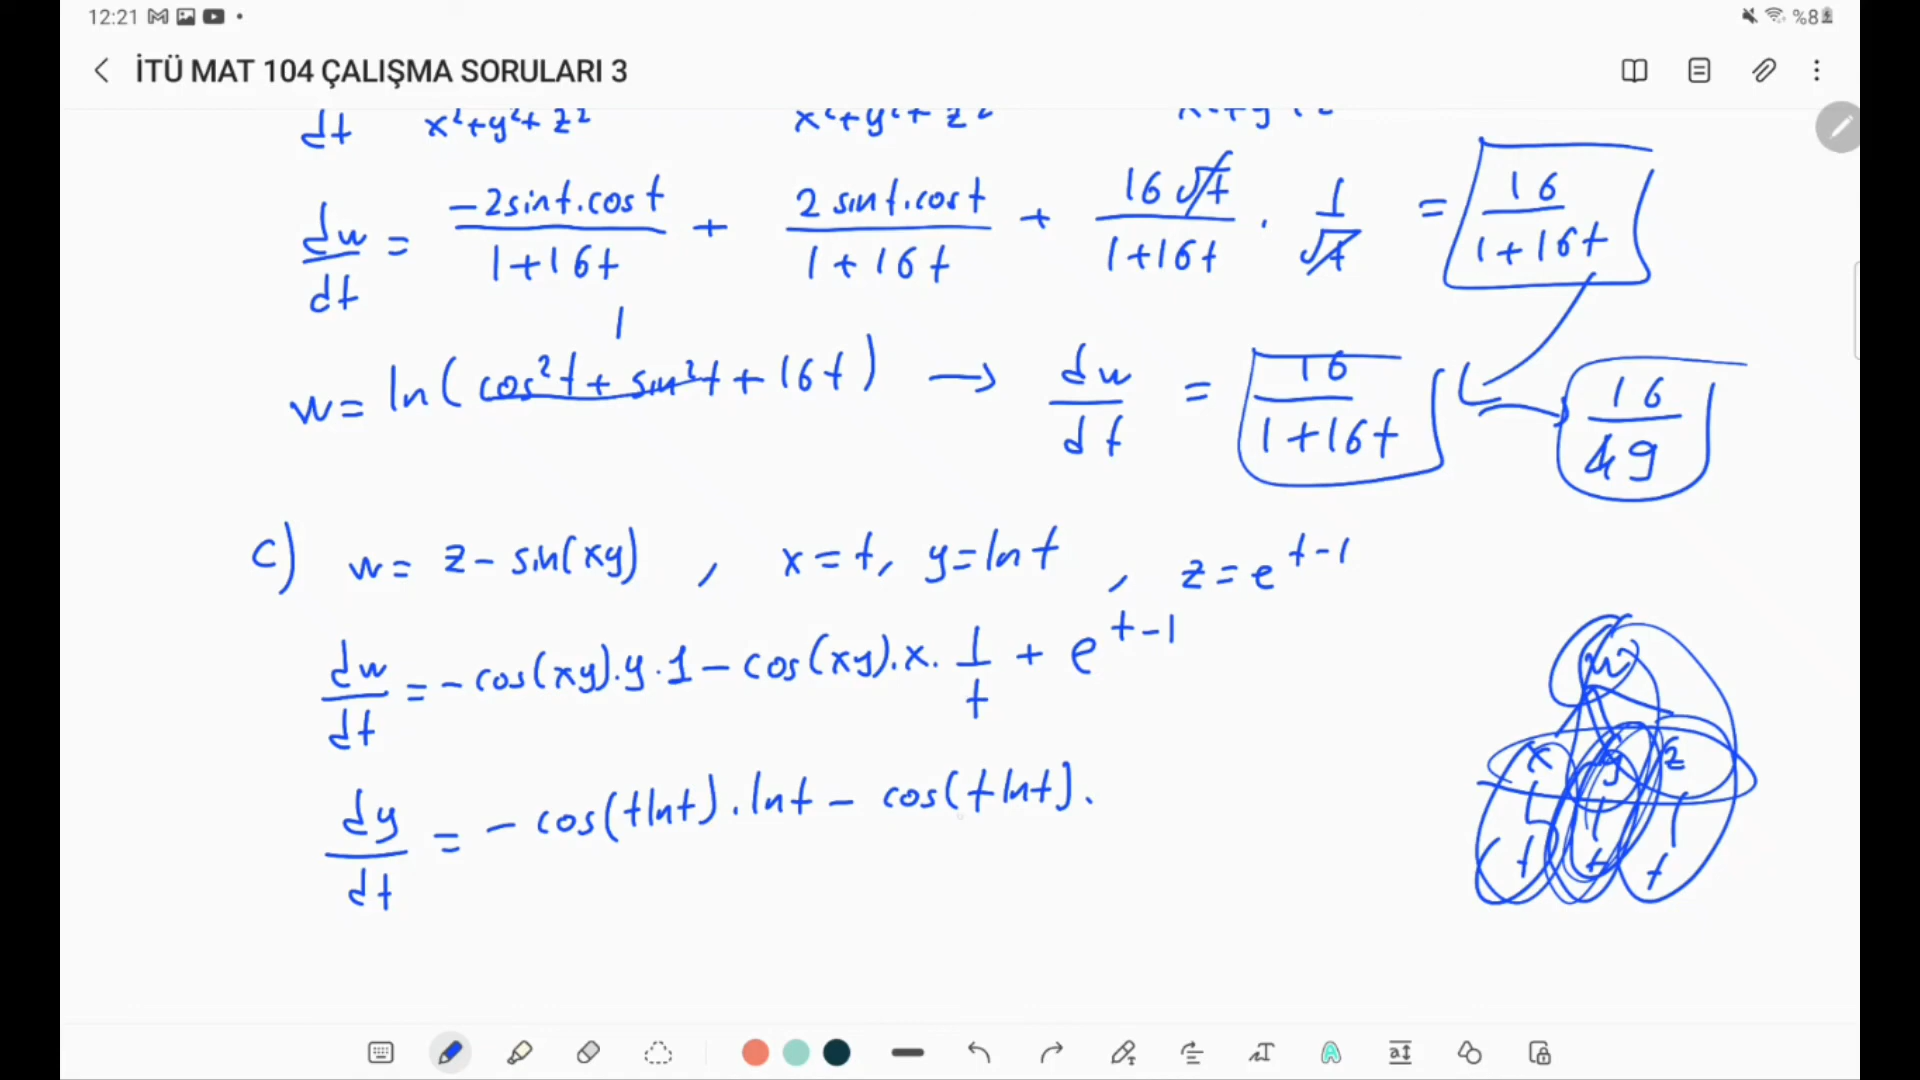 12:21
%8
İTÜ MAT 104 ÇALIŞMA SORULARI 3
dt x²+y²+z² x²+y²+z²
dw/dt = -2sint.cost/1+16t + 2sint.cost/1+16t + 16√t/1+16t . 1/√t = 16/1+16t
1
w= ln(cos²t+sin²t+16t) → dw/dt = 16/1+16t 16/49
c) w= z-sin(xy) , x=t, y=lnt , z=e^t-1
dw/dt = -cos(xy).y.1-cos(xy).x.1/t + e^t-1
w
x y z
t t t
dy/dt = -cos(tlnt).lnt-cos(tlnt).